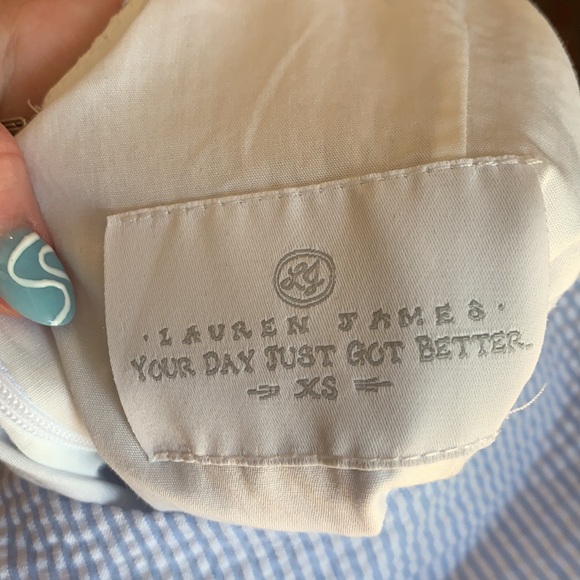 LJ
· LAUREN JAMES ·
YOUR DAY JUST GOT BETTER.
XS